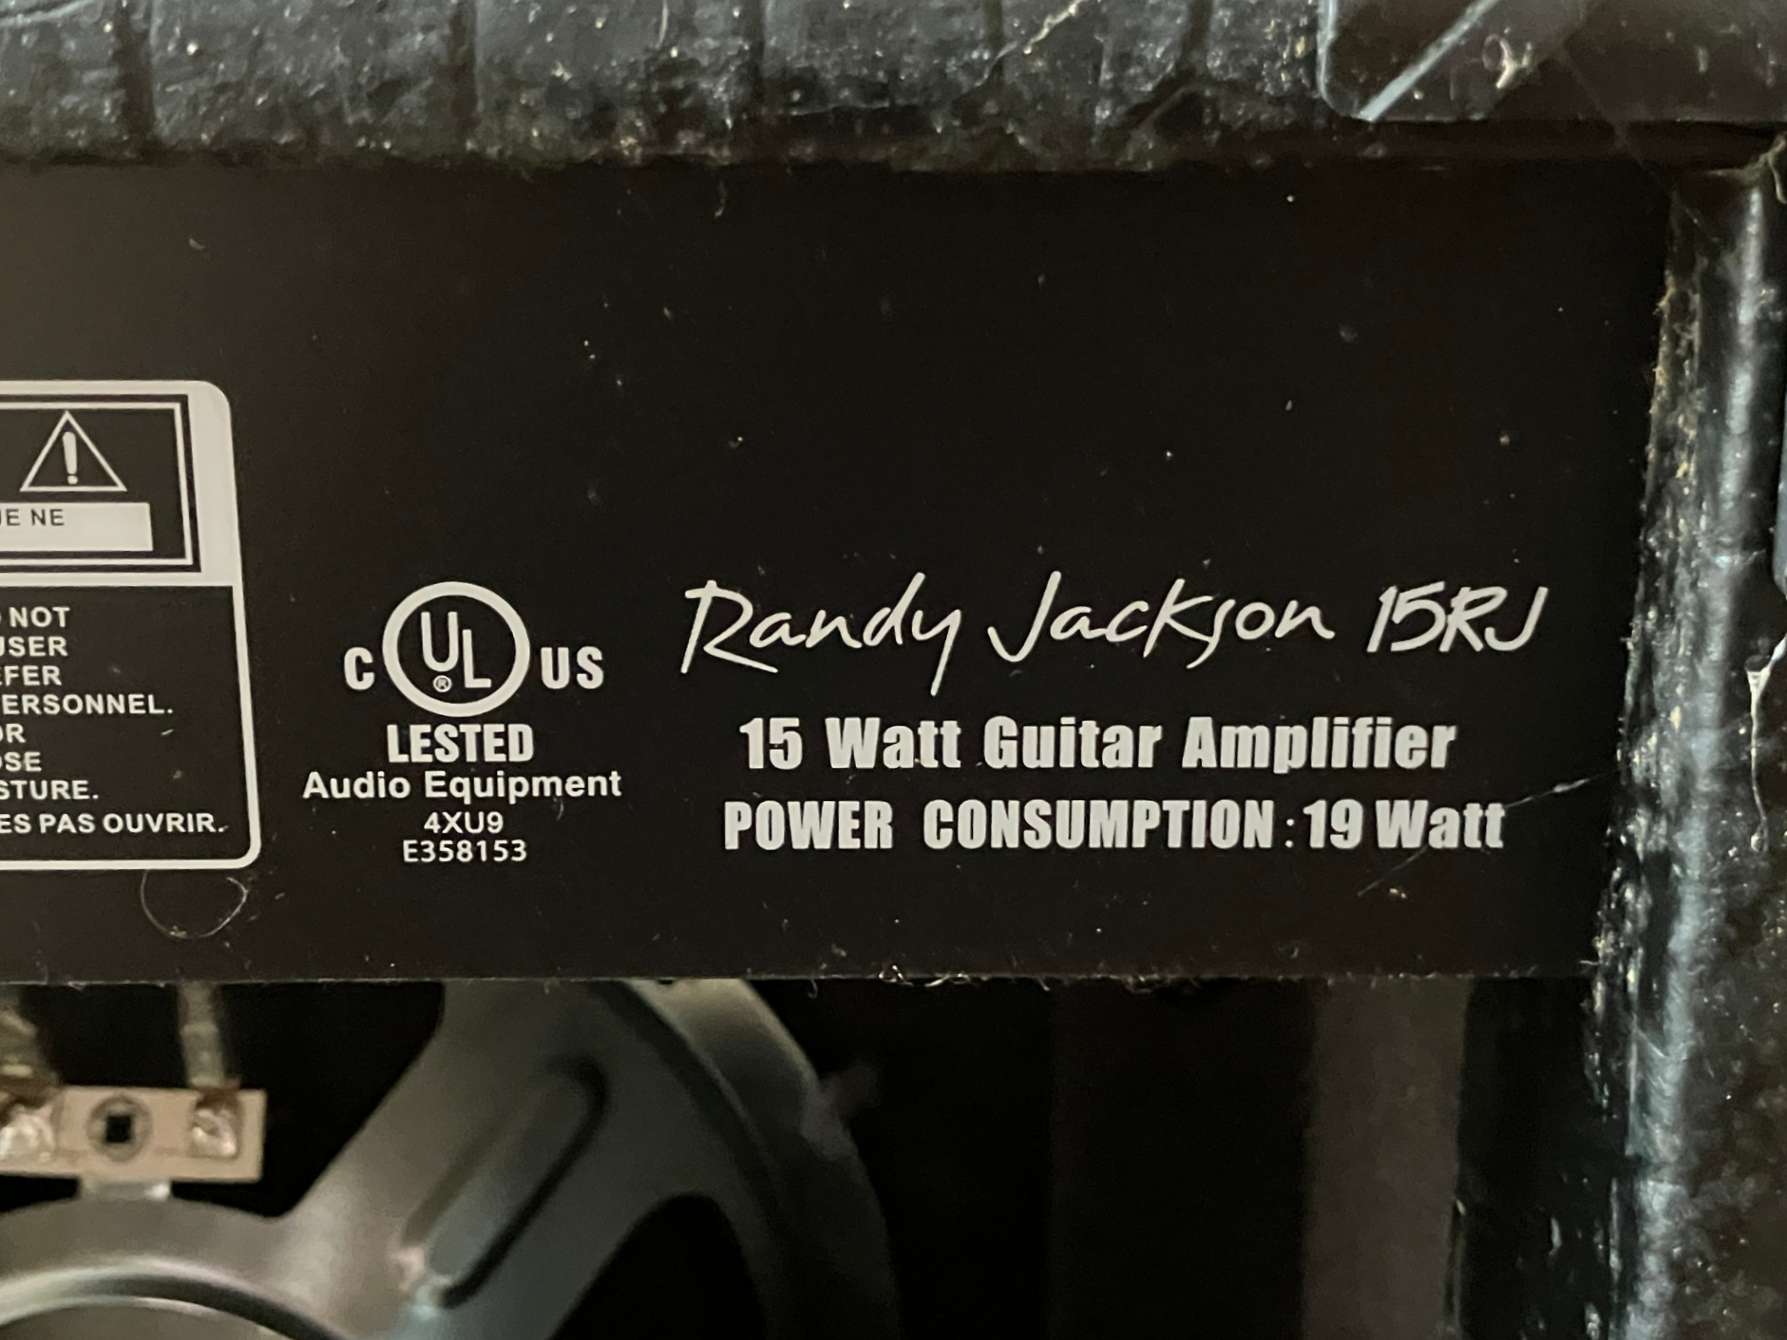 UE NE
NOT
USER
EFER
ERSONNEL.
OR
OSE
STURE.
ES PAS OUVRIR.
C UL ® US
LESTED
Audio Equipment
4XU9
E358153
Randy Jackson 15RJ
15 Watt Guitar Amplifier
POWER CONSUMPTION: 19 Watt